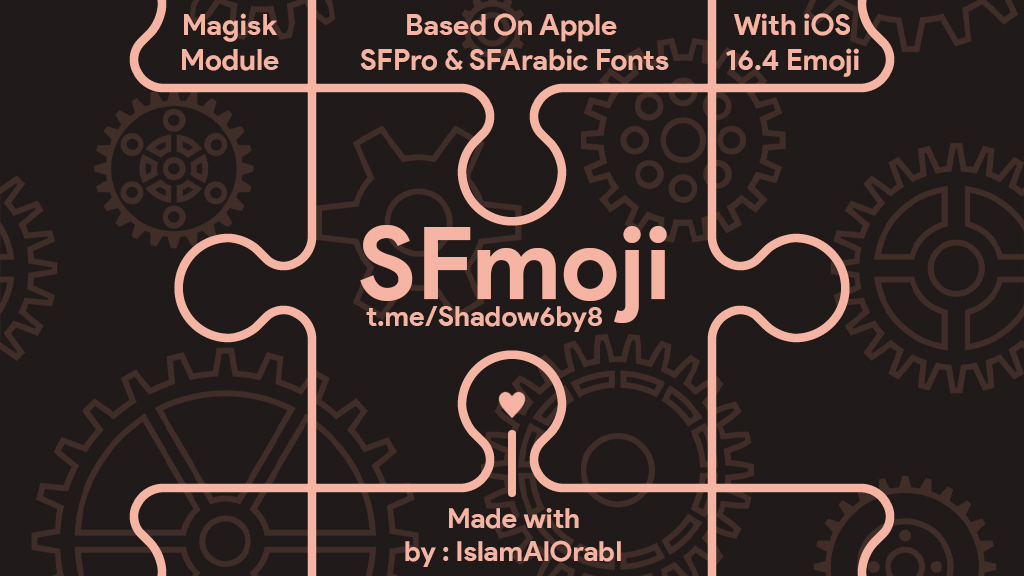 Magisk
Module
Based On Apple
SFPro & SFArabic Fonts
With iOS
16.4 Emoji
SFmoji
t.me/Shadow6by8
Made with
by : IslamAlOrabI